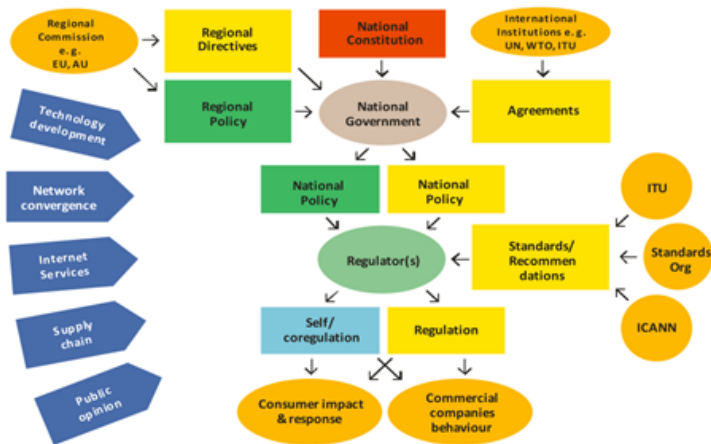 Regional
Commission
e. g.
EU, AU
Regional
Directives
National
Constitution
International
Institutions e. g.
UN, WTO, ITU
Technology
development
Regional
Policy
National
Government
Agreements
Network
convergence
National
Policy
National
Policy
ITU
Internet
Services
Regulator(s)
Standards/
Recommen
dations
Standards
Org
Supply
chain
Self/
coregulation
Regulation
ICANN
Public
opinion
Consumer impact
& response
Commercial
companies
behaviour